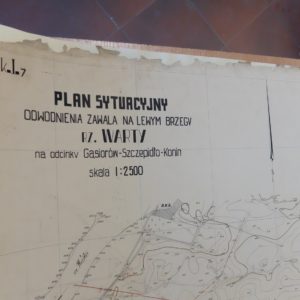 PLAN SYTUACYJNY
ODWODNIENIA ZAWALA NA LEWYM BRZEGU
RZ. WARTY
na odcinku Gąsiorów-Szczepidło-Konin
skala 1:2500